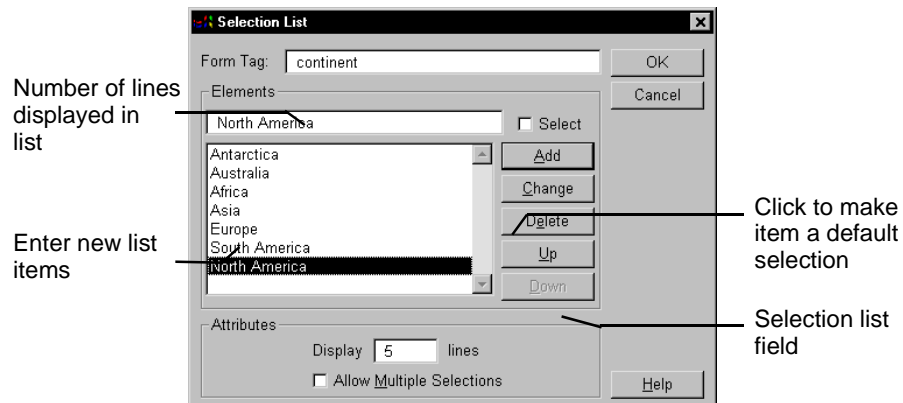 Selection List
Form Tag: continent
OK
Elements
Cancel
Number of lines
displayed in
list
North America
Select
Antarctica
Australia
Africa
Asia
Europe
South America
North America
Add
Change
Delete
Up
Down
Enter new list
items
Click to make
item a default
selection
Selection list
field
Attributes
Display 5 lines
Allow Multiple Selections
Help